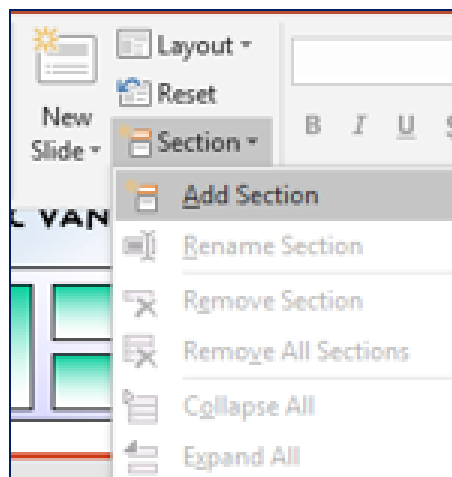 Layout
Reset
New
Slide
Section
B I U S
Add Section
VAN
Rename Section
Remove Section
Remove All Sections
Collapse All
Expand All